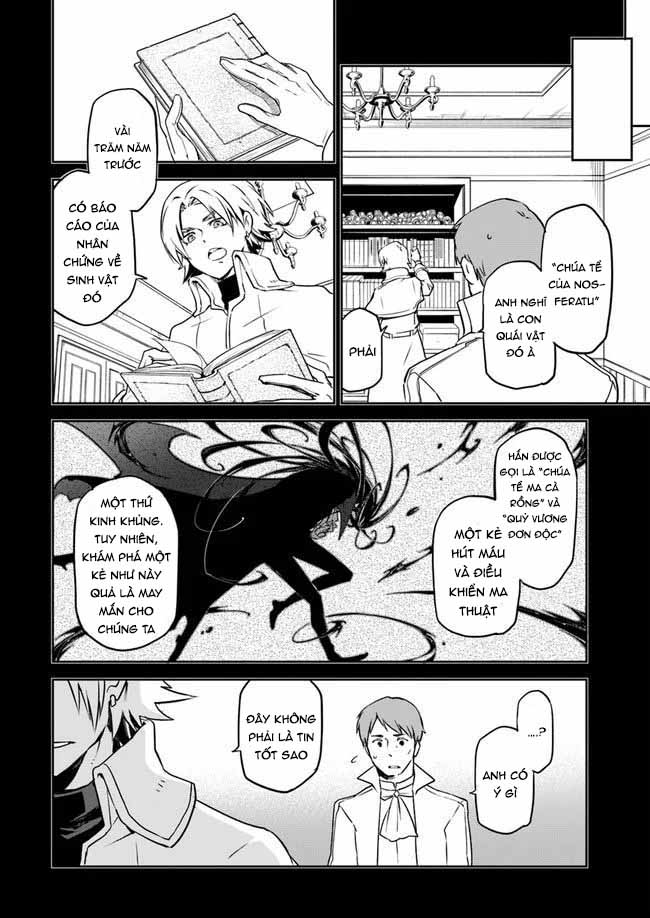 "CHÚA TỂ
CỦA NOS-
FERATU"
ANH NGHĨ
LÀ CON
QUÁI VẬT
ĐÓ À
PHẢI
VÀI
TRĂM NĂM
TRƯỚC
CÓ BÁO
CÁO CỦA
NHÂN
CHỨNG VỀ
SINH VẬT
ĐÓ
HẮN ĐƯỢC
GỌI LÀ "CHÚA
TỂ MA CÀ
RỒNG" VÀ
"QUỶ VƯƠNG
ĐƠN ĐỘC"
MỘT KẺ
HÚT MÁU
VÀ ĐIỀU
KHIỂN MA
THUẬT
MỘT THỨ
KINH KHỦNG.
TUY NHIÊN,
KHÁM PHÁ MỘT
KẺ NHƯ NÀY
QUẢ LÀ MAY
MẮN CHO
CHÚNG TA
.....?
ANH CÓ
Ý GÌ
ĐÂY KHÔNG
PHẢI LÀ TIN
TỐT SAO